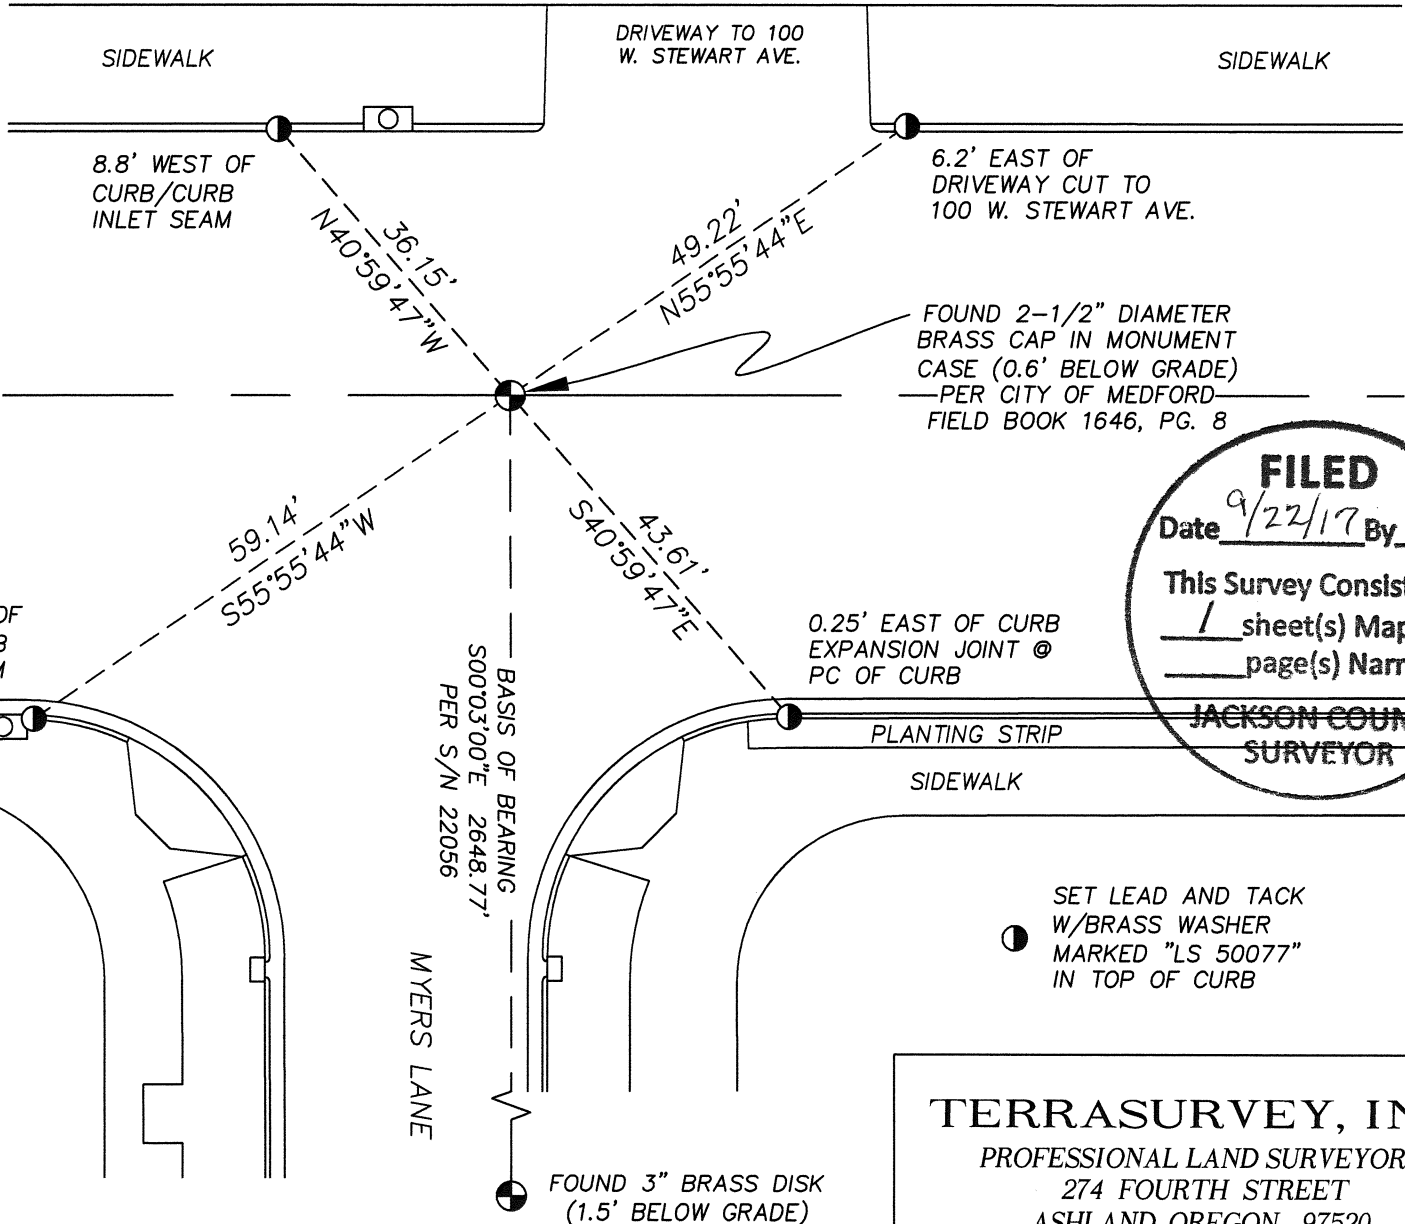 SIDEWALK
DRIVEWAY TO 100
W. STEWART AVE.
SIDEWALK
8.8' WEST OF
CURB/CURB
INLET SEAM
6.2' EAST OF
DRIVEWAY CUT TO
100 W. STEWART AVE.
36.15'
N40°59'47"W
49.22'
N55°55'44"E
FOUND 2-1/2" DIAMETER
BRASS CAP IN MONUMENT
CASE (0.6' BELOW GRADE)
PER CITY OF MEDFORD
FIELD BOOK 1646, PG. 8
59.14'
S55°55'44"W
43.61'
S40°59'47"E
FILED
Date 9/22/17 By
This Survey Consist
1 sheet(s) Map
page(s) Narr
JACKSON COUN
SURVEYOR
OF
B
M
0.25' EAST OF CURB
EXPANSION JOINT @
PC OF CURB
BASIS OF BEARING
S00°03'00"E 2648.77'
PER S/N 22056
PLANTING STRIP
SIDEWALK
MYERS LANE
SET LEAD AND TACK
W/BRASS WASHER
MARKED "LS 50077"
IN TOP OF CURB
FOUND 3" BRASS DISK
(1.5' BELOW GRADE)
TERRASURVEY, IN
PROFESSIONAL LAND SURVEYOR
274 FOURTH STREET
ASHLAND, OREGON 97520